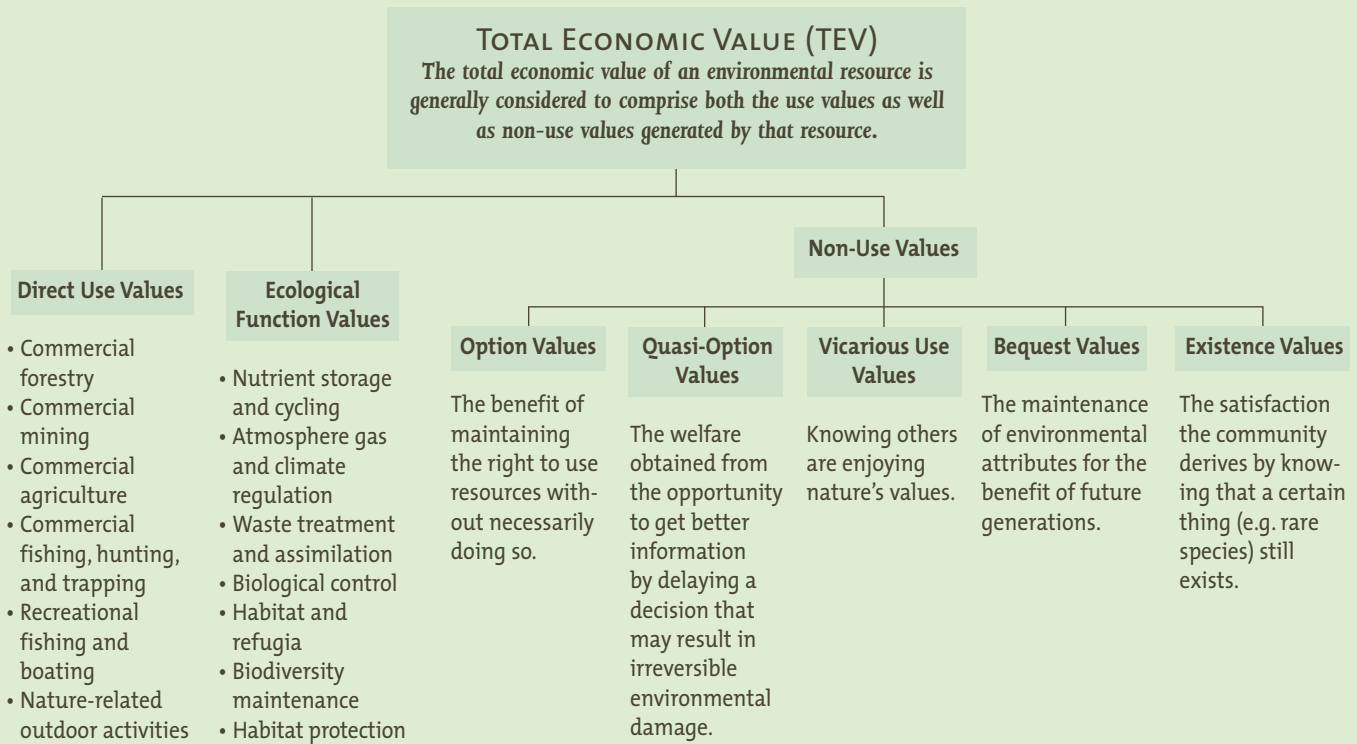 TOTAL ECONOMIC VALUE (TEV)
The total economic value of an environmental resource is
generally considered to comprise both the use values as well
as non-use values generated by that resource.
Non-Use Values
Direct Use Values
• Commercial
forestry
• Commercial
mining
• Commercial
agriculture
• Commercial
fishing, hunting,
and trapping
• Recreational
fishing and
boating
• Nature-related
outdoor activities
Ecological
Function Values
• Nutrient storage
and cycling
• Atmosphere gas
and climate
regulation
• Waste treatment
and assimilation
• Biological control
• Habitat and
refugia
• Biodiversity
maintenance
• Habitat protection
Option Values
The benefit of
maintaining
the right to use
resources with-
out necessarily
doing so.
Quasi-Option
Values
The welfare
obtained from
the opportunity
to get better
information
by delaying a
decision that
may result in
irreversible
environmental
damage.
Vicarious Use
Values
Knowing others
are enjoying
nature's values.
Bequest Values
The maintenance
of environmental
attributes for the
benefit of future
generations.
Existence Values
The satisfaction
the community
derives by know-
ing that a certain
thing (e.g. rare
species) still
exists.